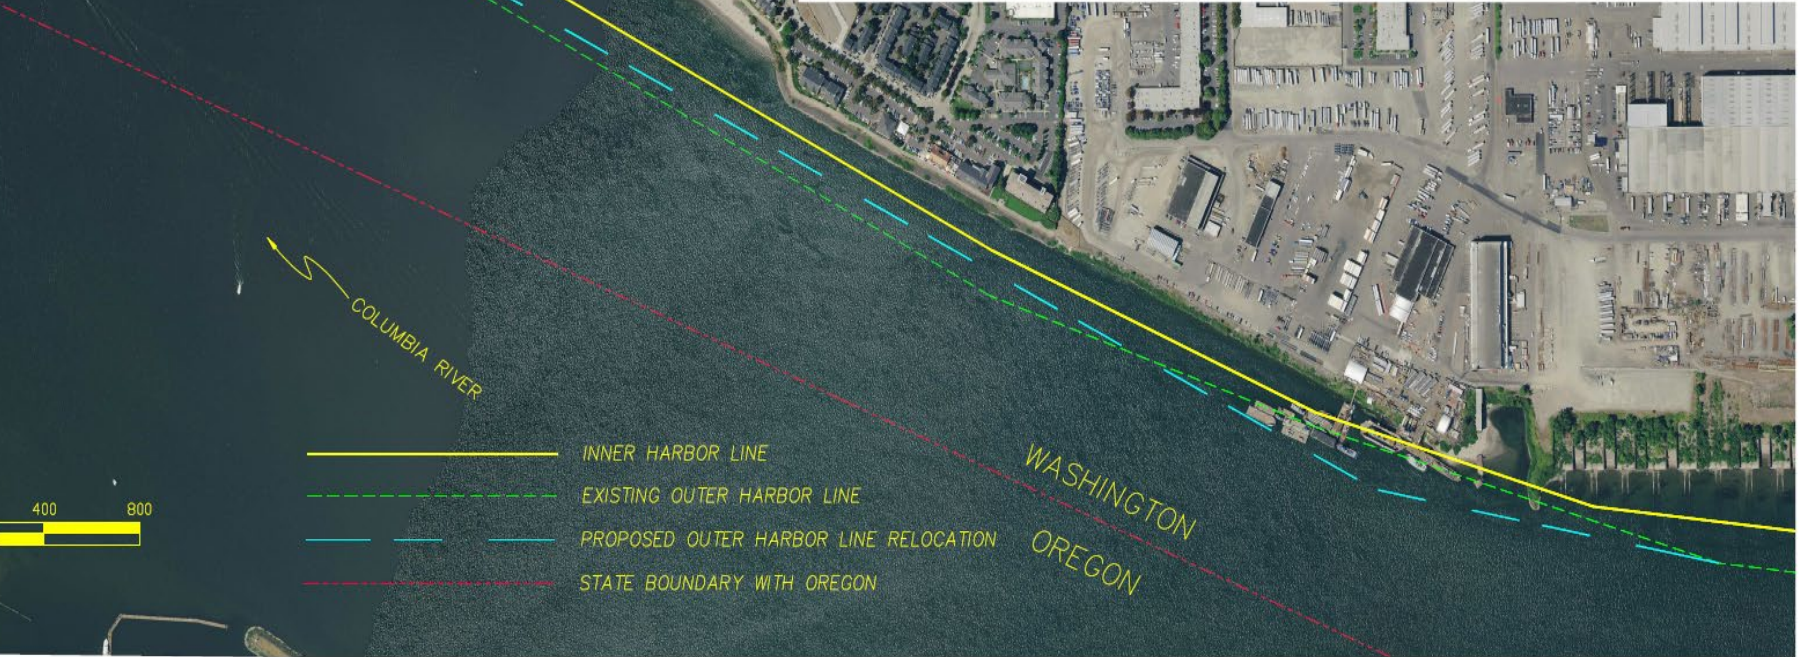 COLUMBIA RIVER
400 800
INNER HARBOR LINE
EXISTING OUTER HARBOR LINE
PROPOSED OUTER HARBOR LINE RELOCATION
STATE BOUNDARY WITH OREGON
WASHINGTON
OREGON